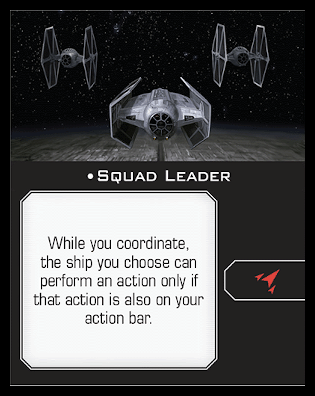 • Squad Leader
While you coordinate,
the ship you choose can
perform an action only if
that action is also on your
action bar.